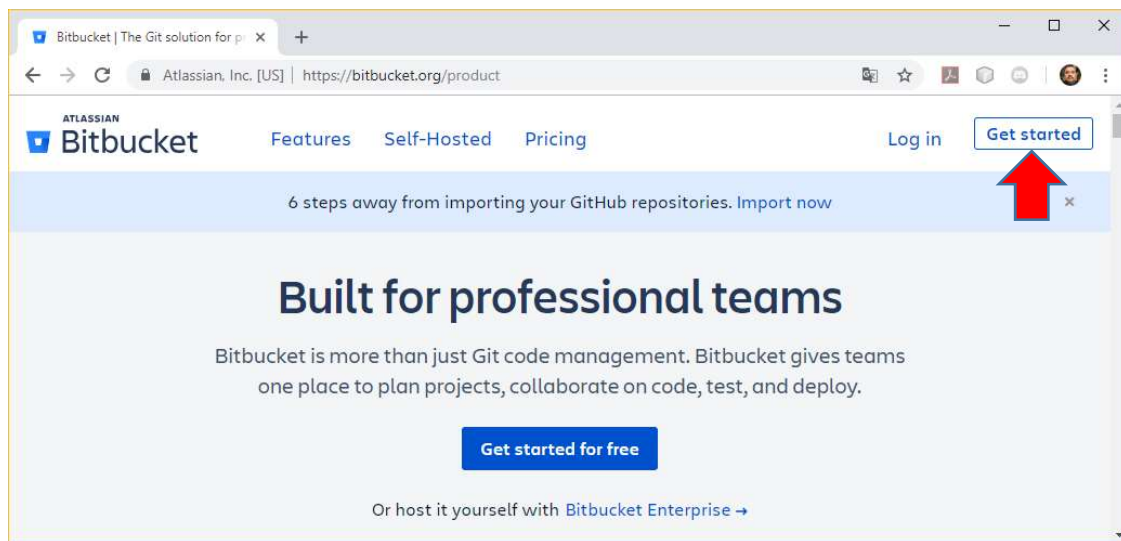 Bitbucket | The Git solution for p
Atlassian, Inc. [US] | https://bitbucket.org/product
ATLASSIAN
Bitbucket
Features
Self-Hosted
Pricing
Log in
Get started
6 steps away from importing your GitHub repositories. Import now
Built for professional teams
Bitbucket is more than just Git code management. Bitbucket gives teams
one place to plan projects, collaborate on code, test, and deploy.
Get started for free
Or host it yourself with Bitbucket Enterprise →